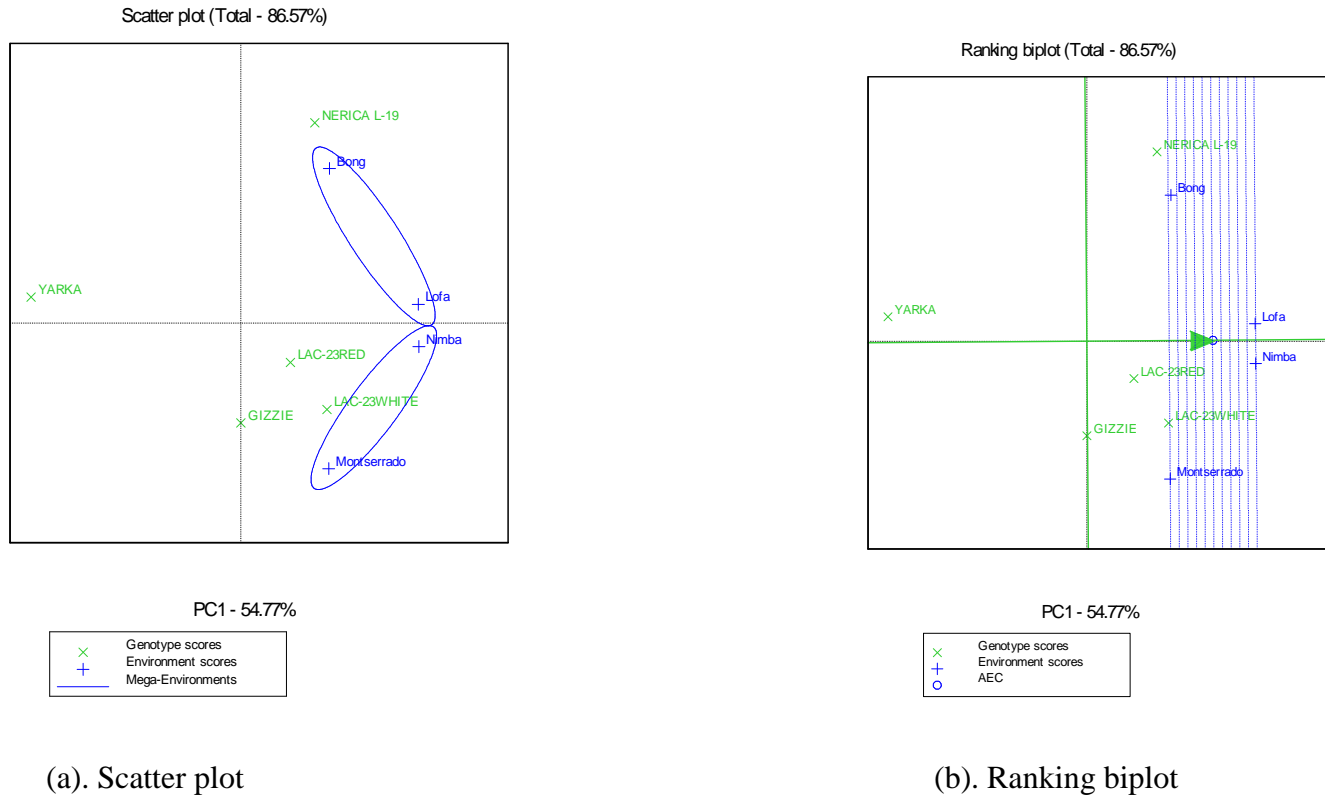 Scatter plot (Total - 86.57%)
NERICA L-19
Bong
YARKA
Lofa
Nimba
LAC-23RED
LAC-23WHITE
GIZZIE
Montserrado
PC1 - 54.77%
Genotype scores
Environment scores
Mega-Environments
(a). Scatter plot
Ranking biplot (Total - 86.57%)
NERICA L-19
Bong
YARKA
Lofa
Nimba
LAC-23RED
LAC-23WHITE
GIZZIE
Montserrado
PC1 - 54.77%
Genotype scores
Environment scores
AEC
(b). Ranking biplot